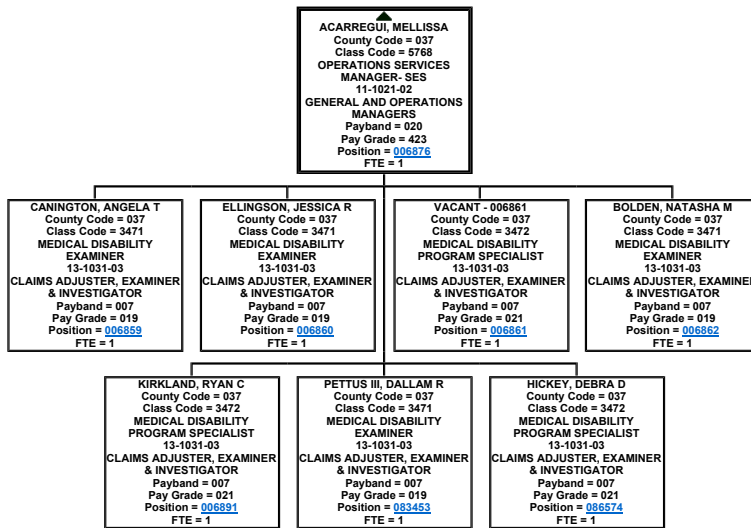 ACARREGUI, MELLISSA
County Code = 037
Class Code = 5768
OPERATIONS SERVICES
MANAGER- SES
11-1021-02
GENERAL AND OPERATIONS
MANAGERS
Payband = 020
Pay Grade = 423
Position = 006876
FTE = 1
CANINGTON, ANGELA T
County Code = 037
Class Code = 3471
MEDICAL DISABILITY
EXAMINER
13-1031-03
CLAIMS ADJUSTER, EXAMINER
& INVESTIGATOR
Payband = 007
Pay Grade = 019
Position = 006859
FTE = 1
ELLINGSON, JESSICA R
County Code = 037
Class Code = 3471
MEDICAL DISABILITY
EXAMINER
13-1031-03
CLAIMS ADJUSTER, EXAMINER
& INVESTIGATOR
Payband = 007
Pay Grade = 019
Position = 006860
FTE = 1
VACANT - 006861
County Code = 037
Class Code = 3472
MEDICAL DISABILITY
PROGRAM SPECIALIST
13-1031-03
CLAIMS ADJUSTER, EXAMINER
& INVESTIGATOR
Payband = 007
Pay Grade = 021
Position = 006861
FTE = 1
BOLDEN, NATASHA M
County Code = 037
Class Code = 3471
MEDICAL DISABILITY
EXAMINER
13-1031-03
CLAIMS ADJUSTER, EXAMINER
& INVESTIGATOR
Payband = 007
Pay Grade = 019
Position = 006862
FTE = 1
KIRKLAND, RYAN C
County Code = 037
Class Code = 3472
MEDICAL DISABILITY
PROGRAM SPECIALIST
13-1031-03
CLAIMS ADJUSTER, EXAMINER
& INVESTIGATOR
Payband = 007
Pay Grade = 021
Position = 006891
FTE = 1
PETTUS III, DALLAM R
County Code = 037
Class Code = 3471
MEDICAL DISABILITY
EXAMINER
13-1031-03
CLAIMS ADJUSTER, EXAMINER
& INVESTIGATOR
Payband = 007
Pay Grade = 019
Position = 083453
FTE = 1
HICKEY, DEBRA D
County Code = 037
Class Code = 3472
MEDICAL DISABILITY
PROGRAM SPECIALIST
13-1031-03
CLAIMS ADJUSTER, EXAMINER
& INVESTIGATOR
Payband = 007
Pay Grade = 021
Position = 086574
FTE = 1